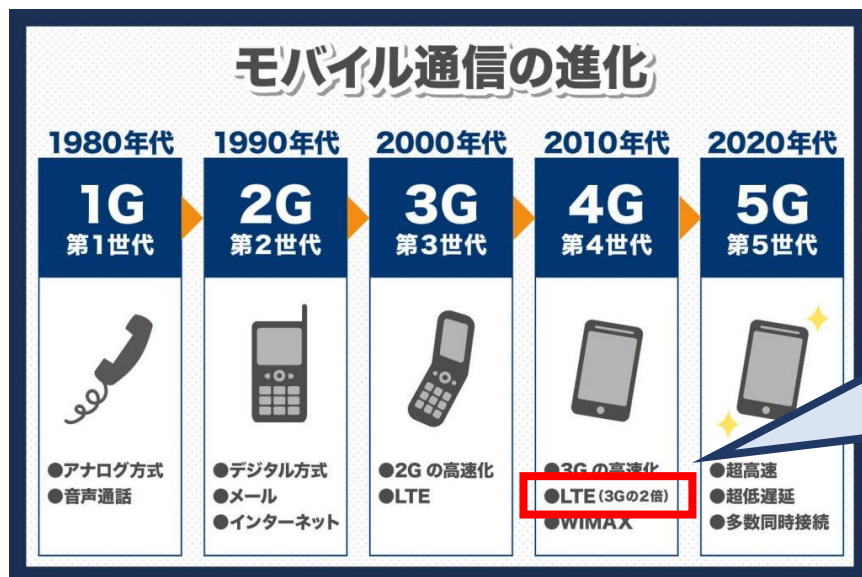 モバイル通信の進化
1980年代
1G
第1世代
●アナログ方式
●音声通話
1990年代
2G
第2世代
●デジタル方式
●メール
●インターネット
2000年代
3G
第3世代
●2Gの高速化
●LTE
2010年代
4G
第4世代
●3Gの高速化
●LTE(3Gの2倍)
●WIMAX
2020年代
5G
第5世代
●超高速
●超低遅延
●多数同時接続